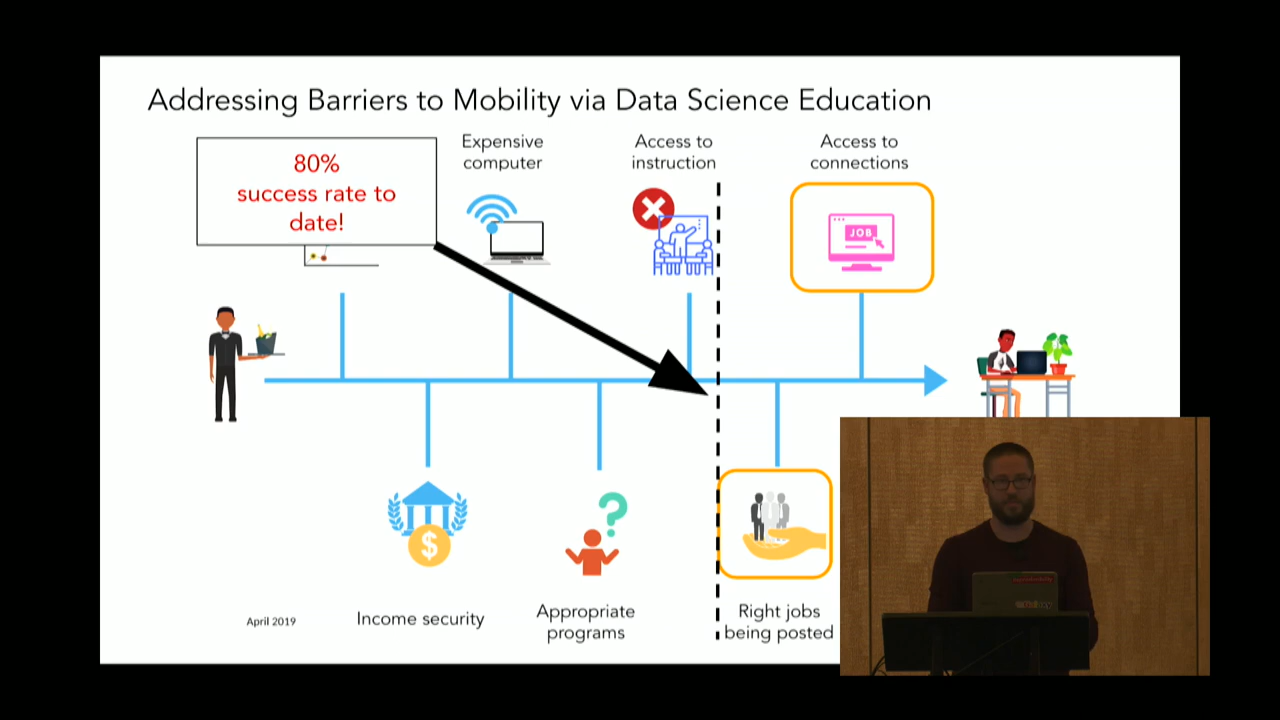 Addressing Barriers to Mobility via Data Science Education
80%
success rate to
date!
Expensive
computer
Access to
instruction
Access to
connections
JOB
$
?
April 2019
Income security
Appropriate
programs
Right jobs
being posted